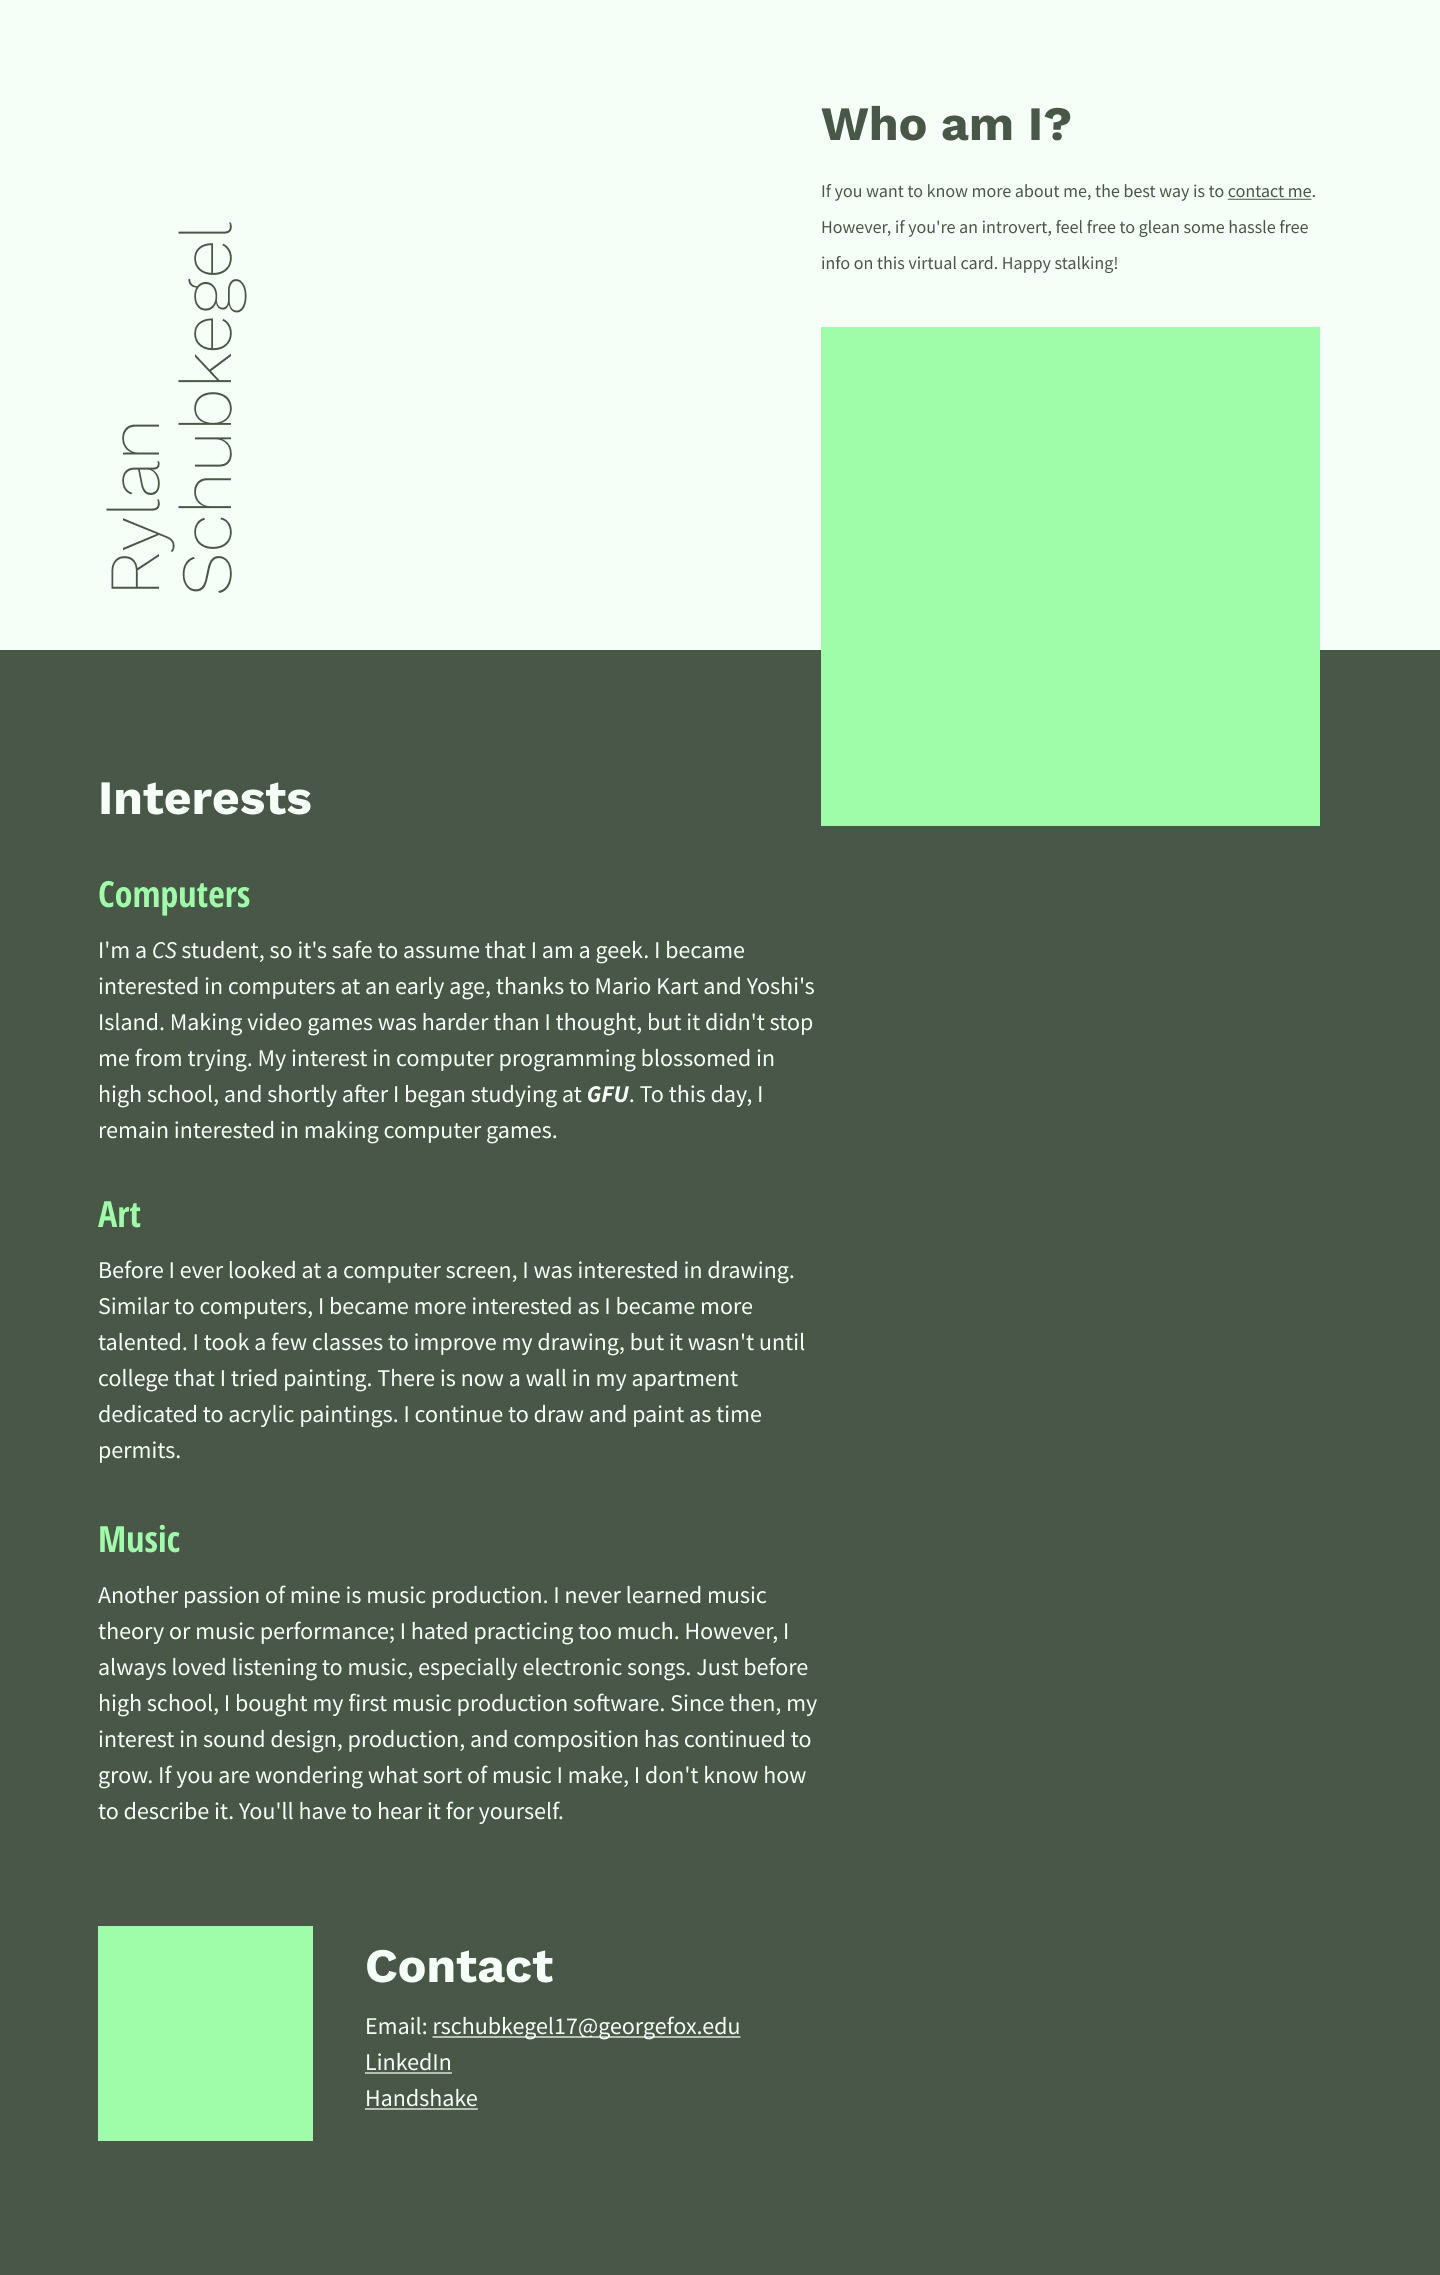 Rylan
Schubkegel
Who am I?
If you want to know more about me, the best way is to contact me.
However, if you're an introvert, feel free to glean some hassle free
info on this virtual card. Happy stalking!
Interests
Computers
I'm a CS student, so it's safe to assume that I am a geek. I became
interested in computers at an early age, thanks to Mario Kart and Yoshi's
Island. Making video games was harder than I thought, but it didn't stop
me from trying. My interest in computer programming blossomed in
high school, and shortly after I began studying at GFU. To this day, I
remain interested in making computer games.
Art
Before I ever looked at a computer screen, I was interested in drawing.
Similar to computers, I became more interested as I became more
talented. I took a few classes to improve my drawing, but it wasn't until
college that I tried painting. There is now a wall in my apartment
dedicated to acrylic paintings. I continue to draw and paint as time
permits.
Music
Another passion of mine is music production. I never learned music
theory or music performance; I hated practicing too much. However, I
always loved listening to music, especially electronic songs. Just before
high school, I bought my first music production software. Since then, my
interest in sound design, production, and composition has continued to
grow. If you are wondering what sort of music I make, I don't know how
to describe it. You'll have to hear it for yourself.
Contact
Email: rschubkegel17@georgefox.edu
LinkedIn
Handshake